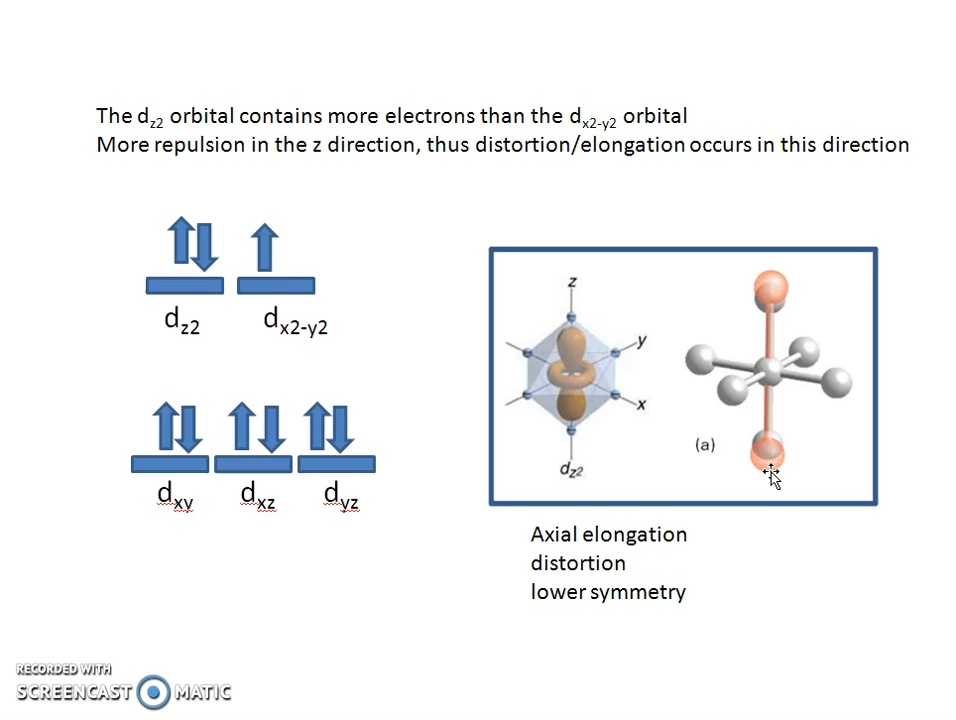 The dz2 orbital contains more electrons than the dx2-y2 orbital
More repulsion in the z direction, thus distortion/elongation occurs in this direction
dz2 dx2-y2
dxy dxz dyz
z
y
x
dz2
(a)
Axial elongation
distortion
lower symmetry
RECORDED WITH
SCREENCAST MATIC